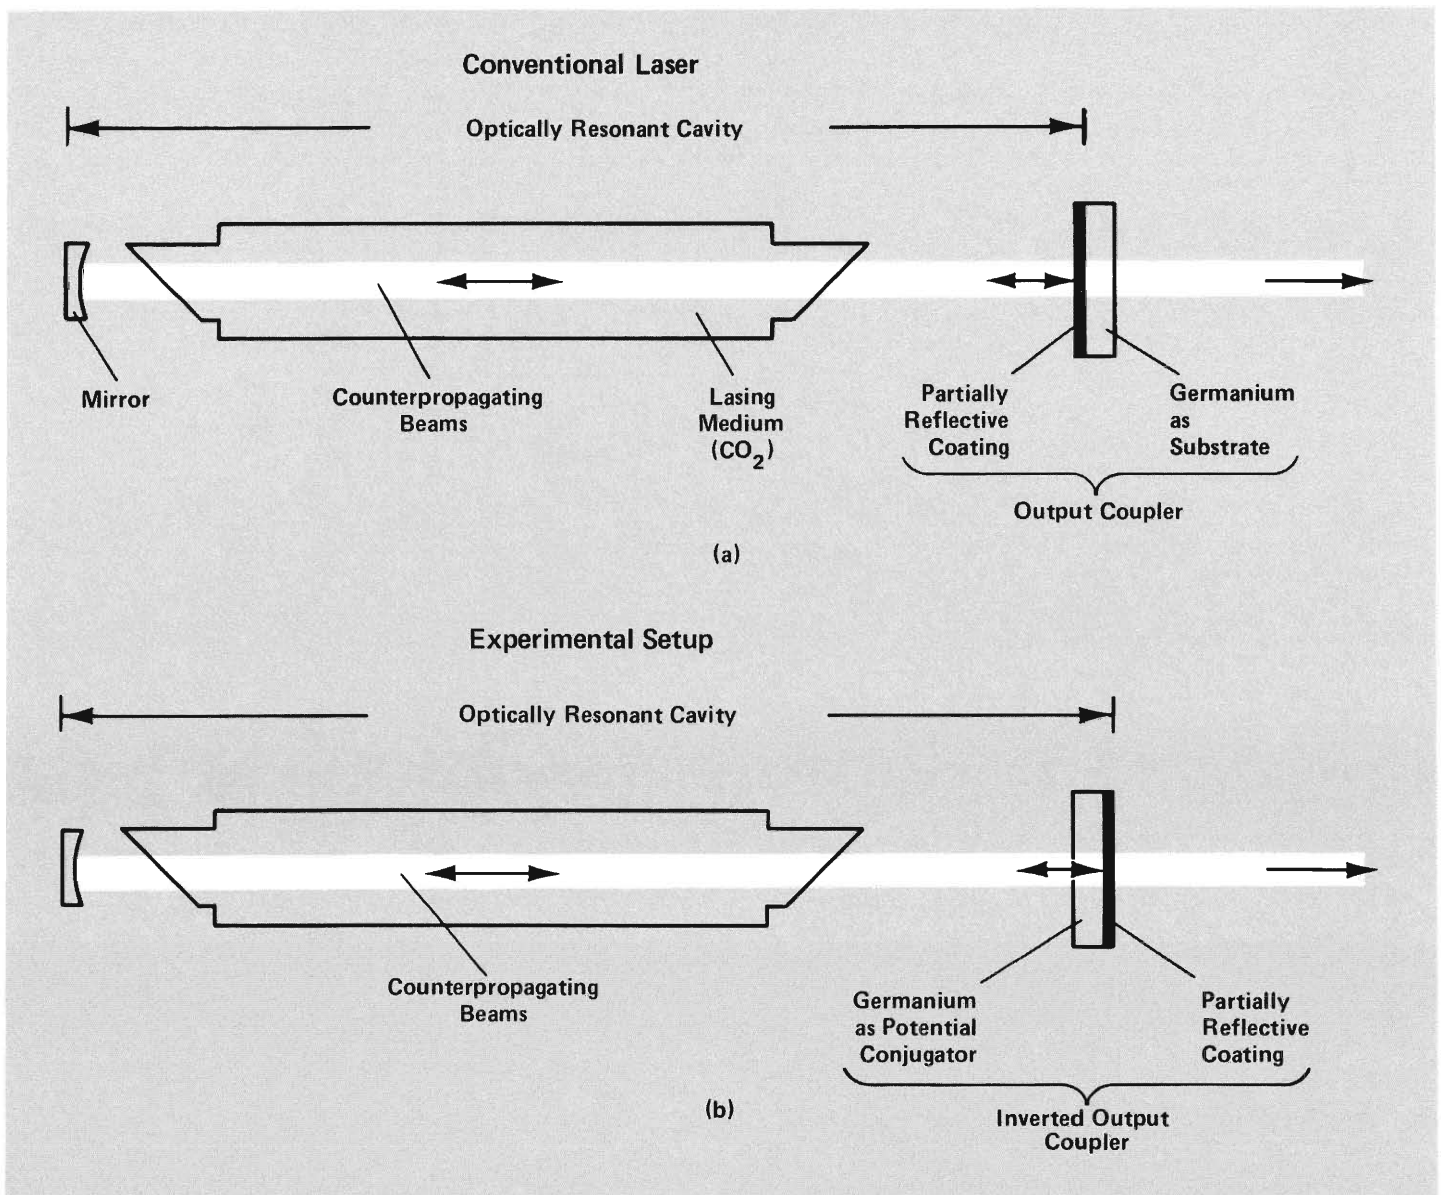 Conventional Laser
Optically Resonant Cavity
Mirror
Counterpropagating
Beams
Lasing
Medium
(CO2)
Partially
Reflective
Coating
Germanium
as
Substrate
Output Coupler
(a)
Experimental Setup
Optically Resonant Cavity
Counterpropagating
Beams
Germanium
as Potential
Conjugator
Partially
Reflective
Coating
Inverted Output
Coupler
(b)